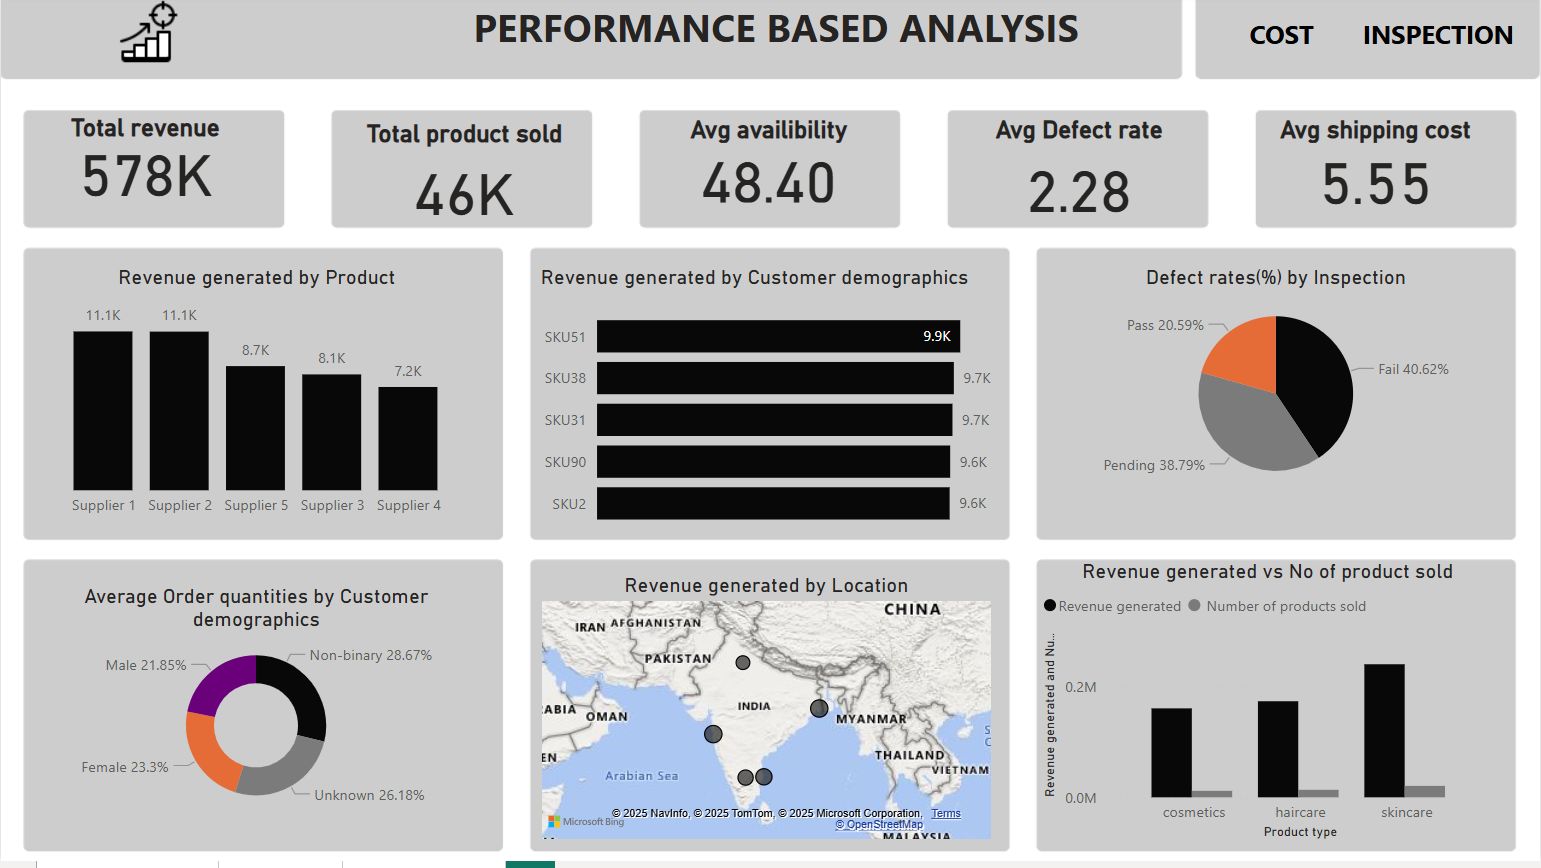 PERFORMANCE BASED ANALYSIS
COST
INSPECTION
Total revenue
578K
Total product sold
46K
Avg availibility
48.40
Avg Defect rate
2.28
Avg shipping cost
5.55
Revenue generated by Product
11.1K
11.1K
8.7K
8.1K
7.2K
Supplier 1
Supplier 2
Supplier 5
Supplier 3
Supplier 4
Revenue generated by Customer demographics
SKU51
9.9K
SKU38
9.7K
SKU31
9.7K
SKU90
9.6K
SKU2
9.6K
Defect rates(%) by Inspection
Pass 20.59%
Fail 40.62%
Pending 38.79%
Average Order quantities by Customer
demographics
Male 21.85%
Non-binary 28.67%
Female 23.3%
Unknown 26.18%
Revenue generated by Location
CHINA
IRAN
AFGHANISTAN
PAKISTAN
INDIA
ABIA
OMAN
MYANMAR
EN
THAILAND
VIETNAM
Arabian Sea
S
C
© 2025 NavInfo, © 2025 TomTom, © 2025 Microsoft Corporation, Terms
Microsoft Bing
© OpenStreetMap
MALAYSIA
Revenue generated vs No of product sold
Revenue generated
Number of products sold
Revenue generated and Nu...
0.2M
0.0M
cosmetics
haircare
skincare
Product type